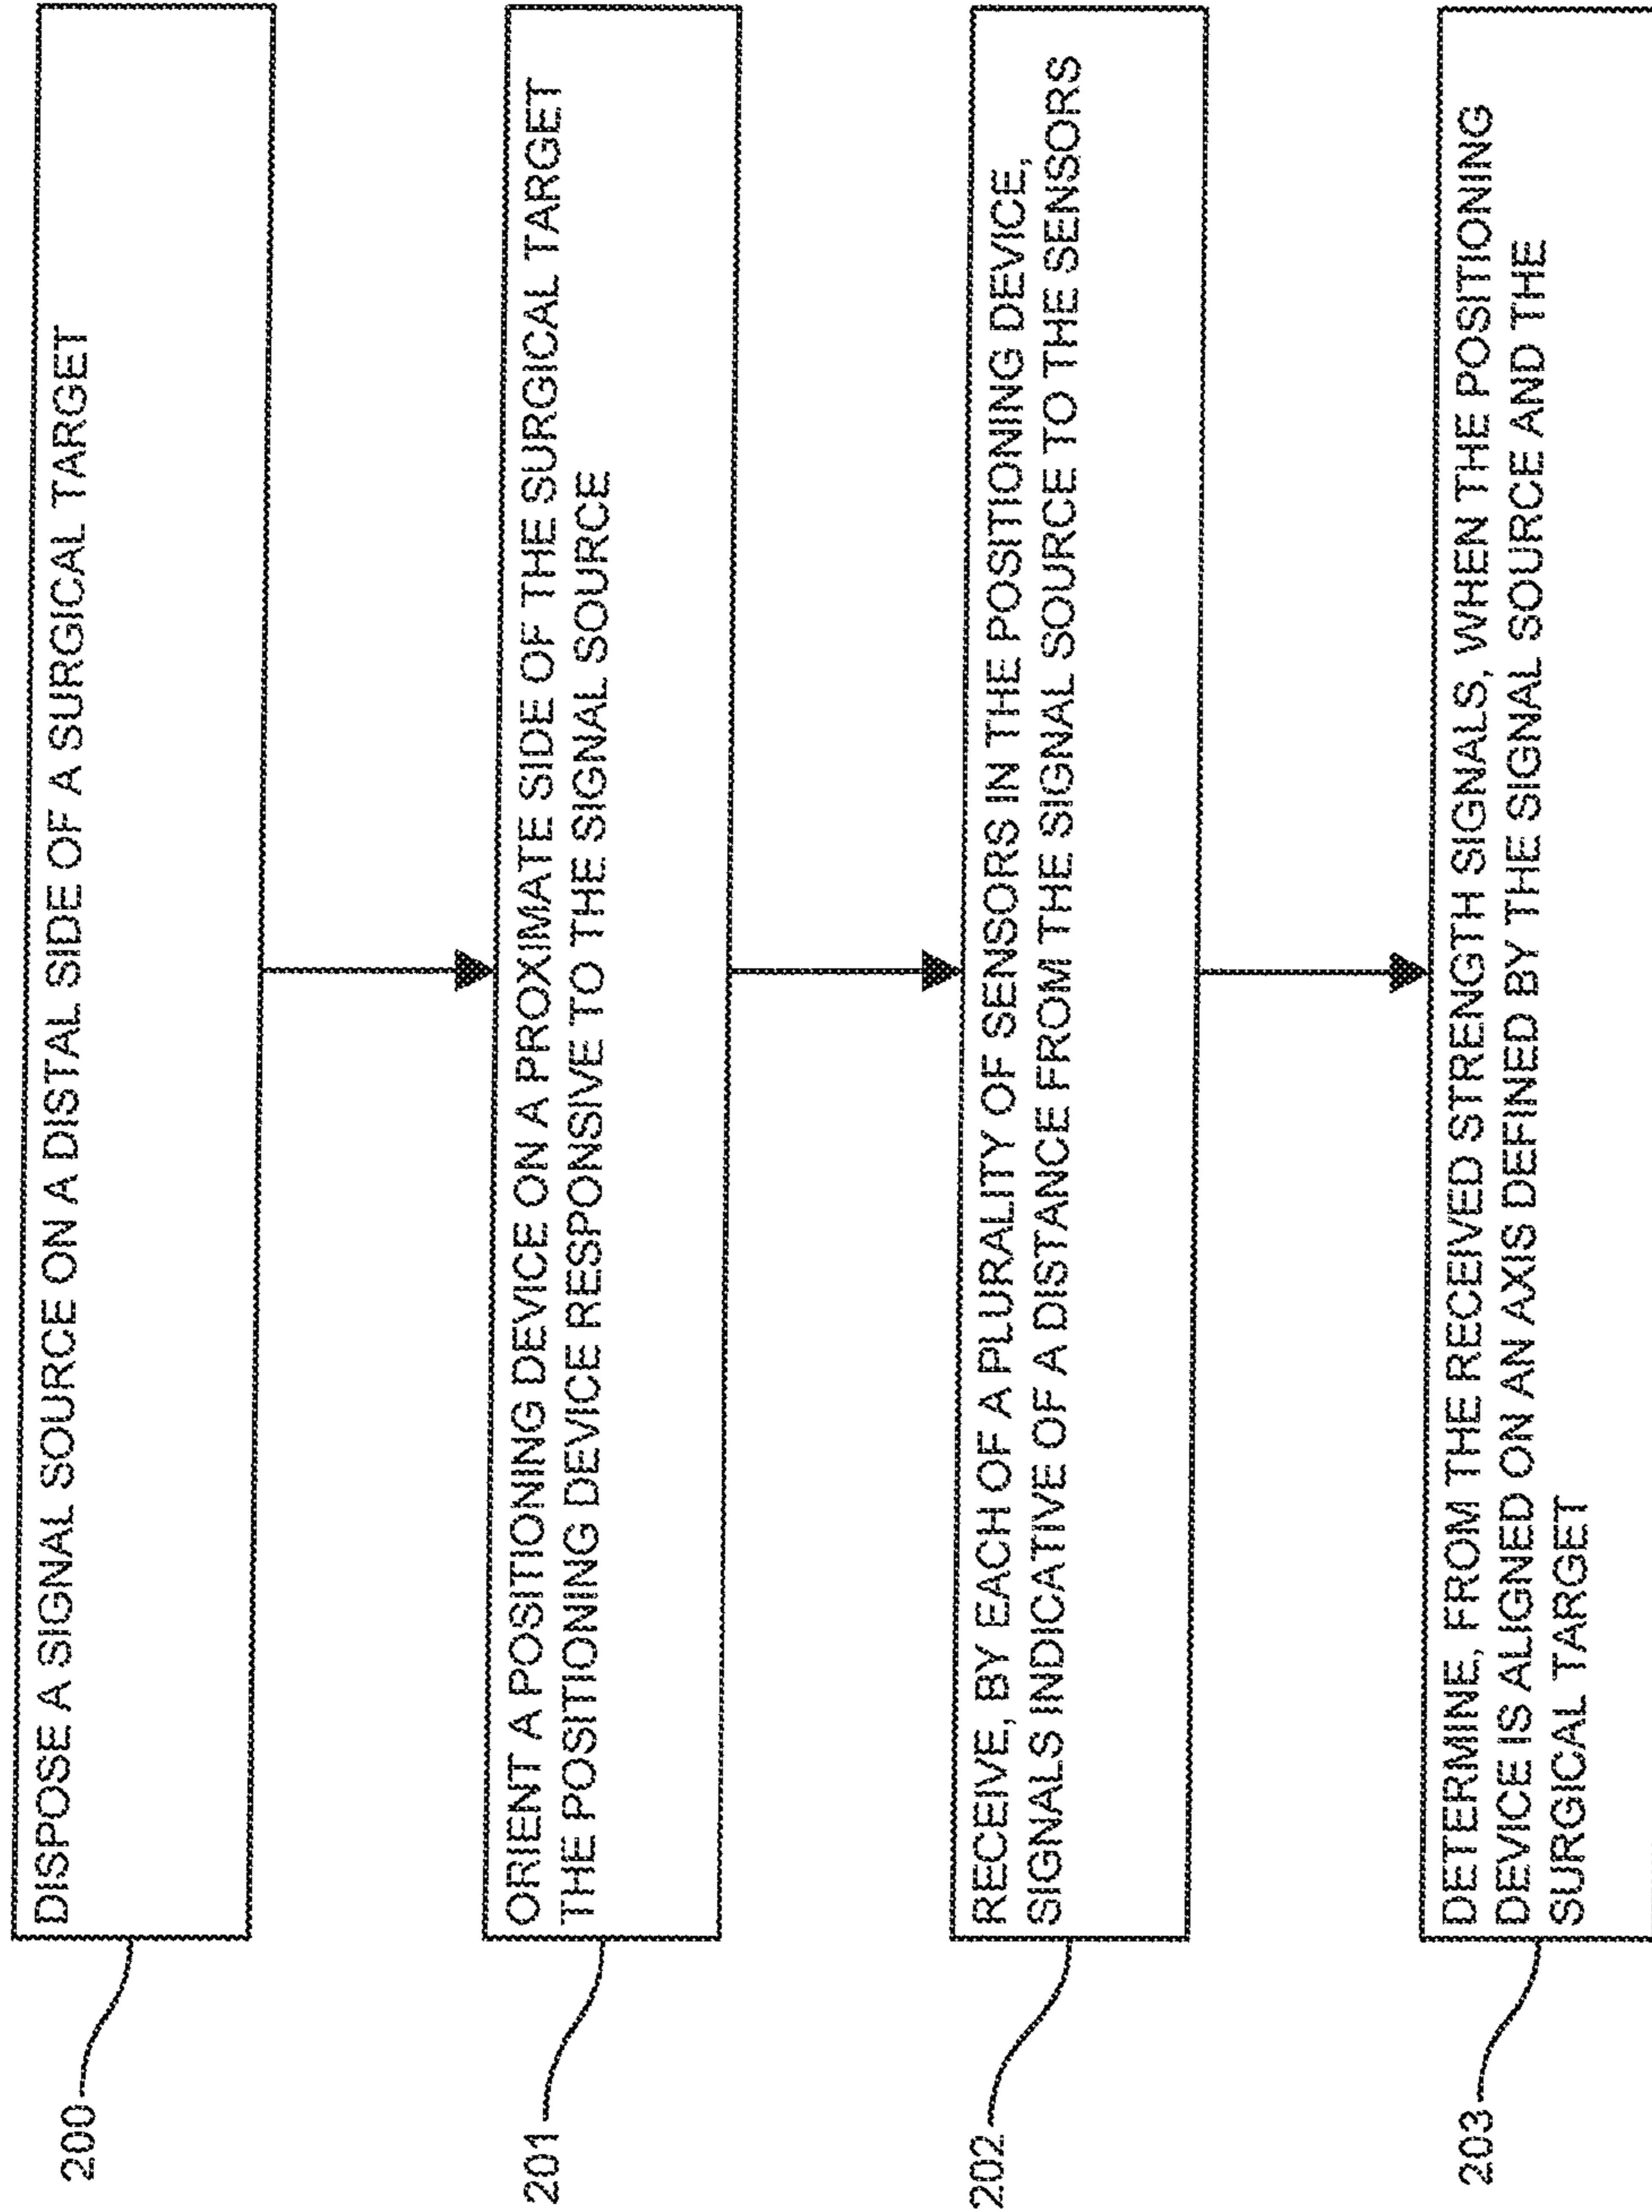 200
DISPOSE A SIGNAL SOURCE ON A DISTAL SIDE OF A SURGICAL TARGET
201
ORIENT A POSITIONING DEVICE ON A PROXIMATE SIDE OF THE SURGICAL TARGET
THE POSITIONING DEVICE RESPONSIVE TO THE SIGNAL SOURCE
202
RECEIVE, BY EACH OF A PLURALITY OF SENSORS IN THE POSITIONING DEVICE,
SIGNALS INDICATIVE OF A DISTANCE FROM THE SIGNAL SOURCE TO THE SENSORS
203
DETERMINE, FROM THE RECEIVED STRENGTH SIGNALS, WHEN THE POSITIONING
DEVICE IS ALIGNED ON AN AXIS DEFINED BY THE SIGNAL SOURCE AND THE
SURGICAL TARGET